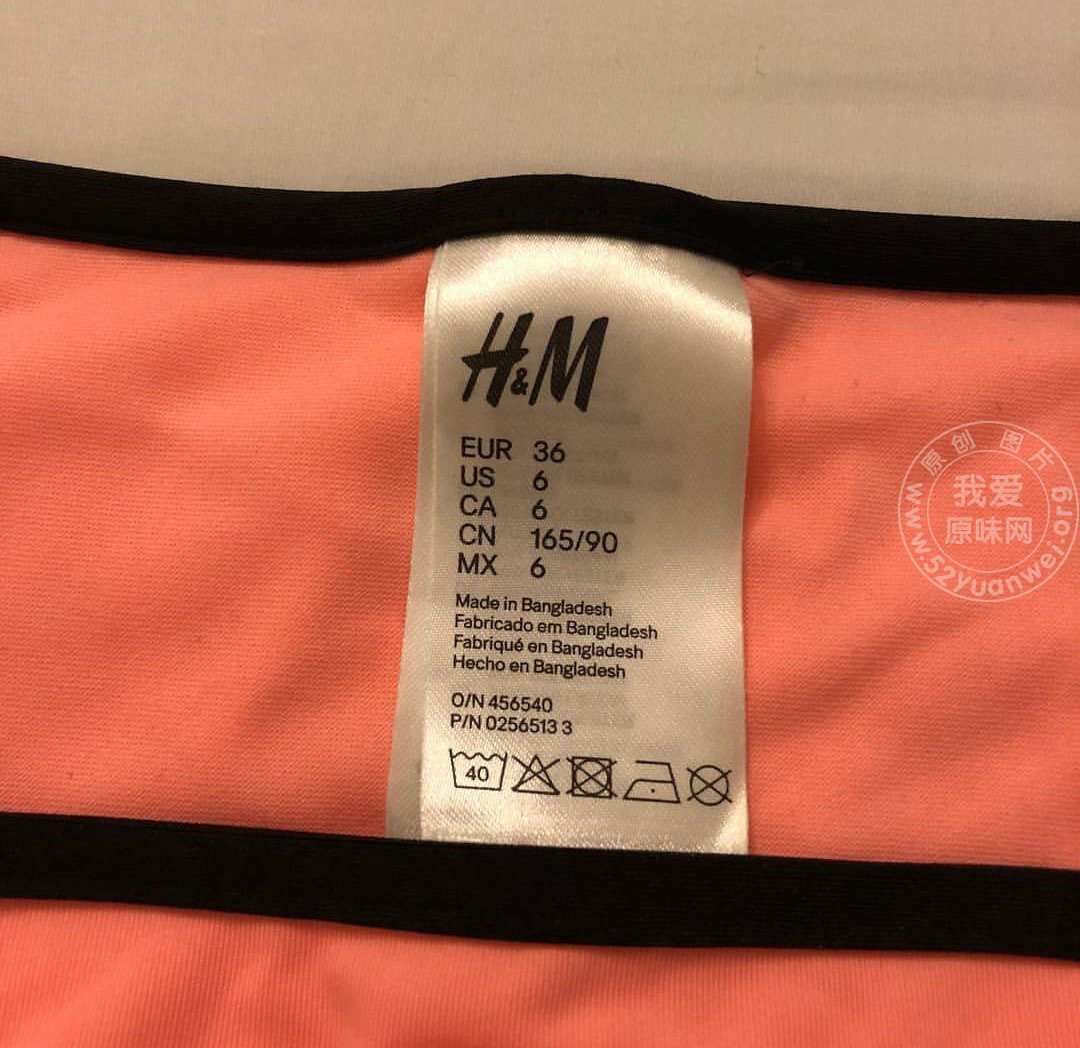 H&M
EUR 36
US 6
CA 6
CN 165/90
MX 6
Made in Bangladesh
Fabricado em Bangladesh
Fabriqué en Bangladesh
Hecho en Bangladesh
O/N 456540
P/N 0256513 3
40
原创图片
我爱
原味网
www.52yuanwei.org